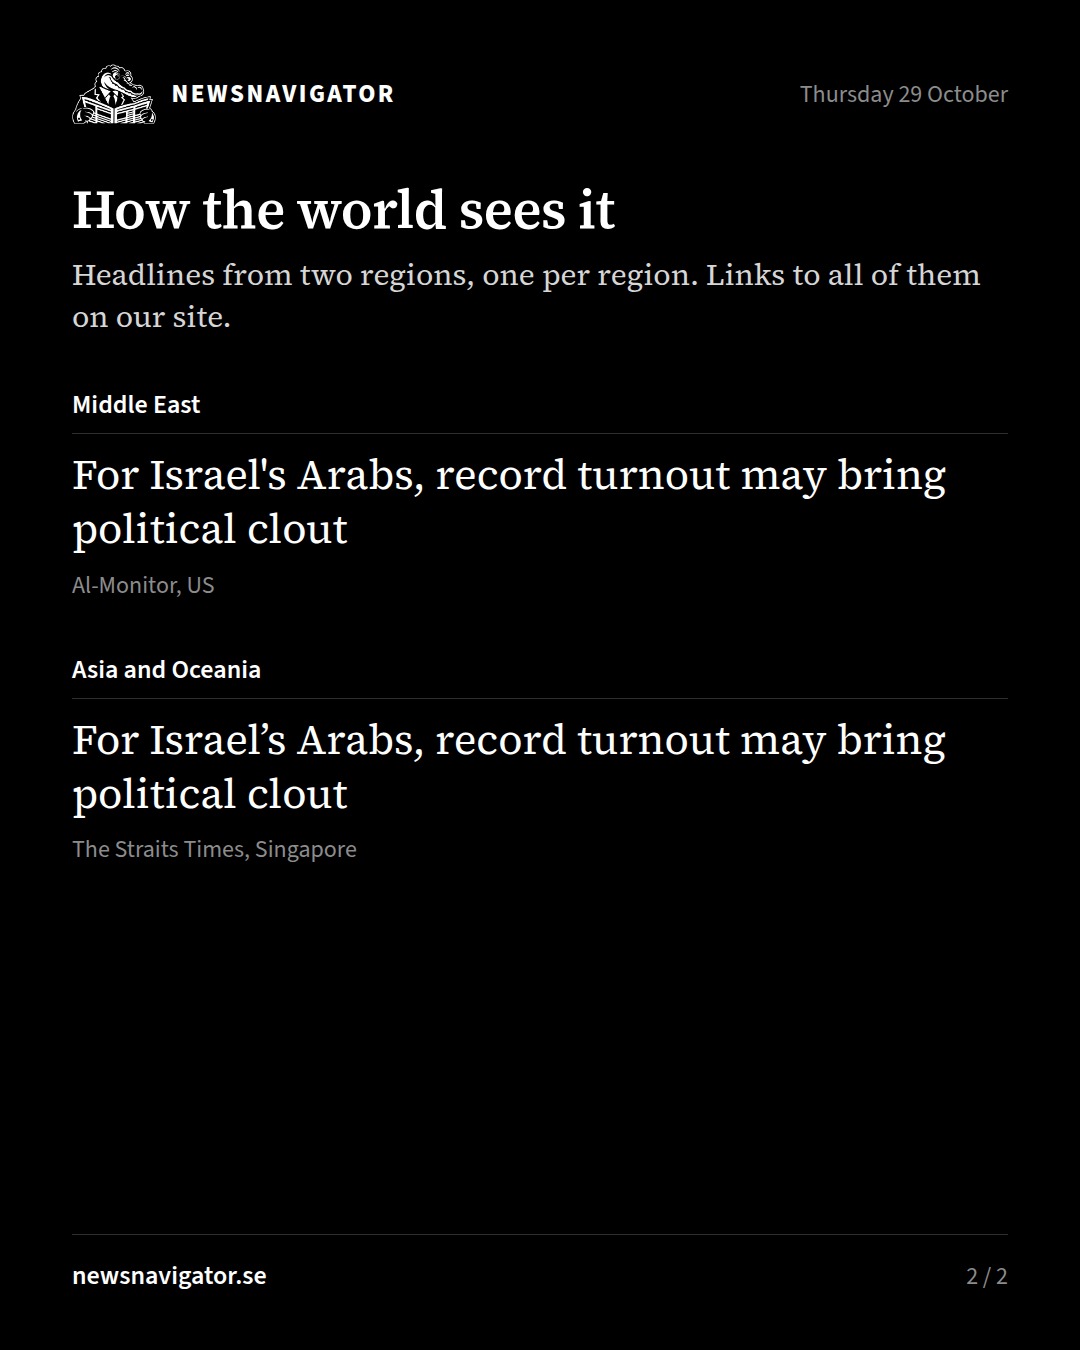 NEWSNAVIGATOR
Thursday 29 October
How the world sees it
Headlines from two regions, one per region. Links to all of them
on our site.
Middle East
For Israel's Arabs, record turnout may bring
political clout
Al-Monitor, US
Asia and Oceania
For Israel’s Arabs, record turnout may bring
political clout
The Straits Times, Singapore
newsnavigator.se
2 / 2